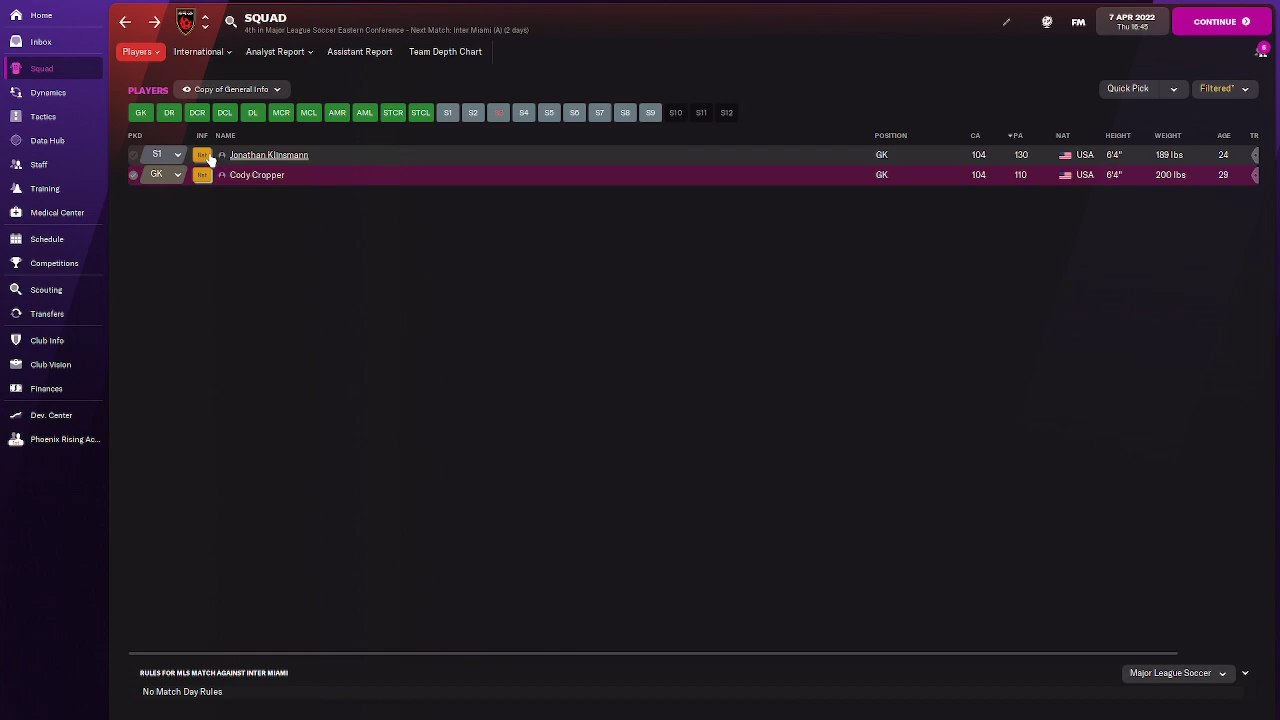 Home
SQUAD
4th in Major League Soccer Eastern Conference - Next Match: Inter Miami (A) (2 days)
FM
7 APR 2022
Thu 16:45
CONTINUE
6
Inbox
Squad
Dynamics
Tactics
Data Hub
Staff
Training
Medical Center
Schedule
Competitions
Scouting
Transfers
Club Info
Club Vision
Finances
Dev. Center
Phoenix Rising Ac...
Players International Analyst Report Assistant Report Team Depth Chart
PLAYERS Copy of General Info Quick Pick Filtered*
GK DR DCR DCL DL MCR MCL AMR AML STCR STCL S1 S2 S3 S4 S5 S6 S7 S8 S9 S10 S11 S12
PKD INF NAME POSITION CA PA NAT HEIGHT WEIGHT AGE TR
S1 Rst Jonathan Klinsmann GK 104 130 USA 6'4" 189 lbs 24
GK Rst Cody Cropper GK 104 110 USA 6'4" 200 lbs 29
RULES FOR MLS MATCH AGAINST INTER MIAMI Major League Soccer
No Match Day Rules